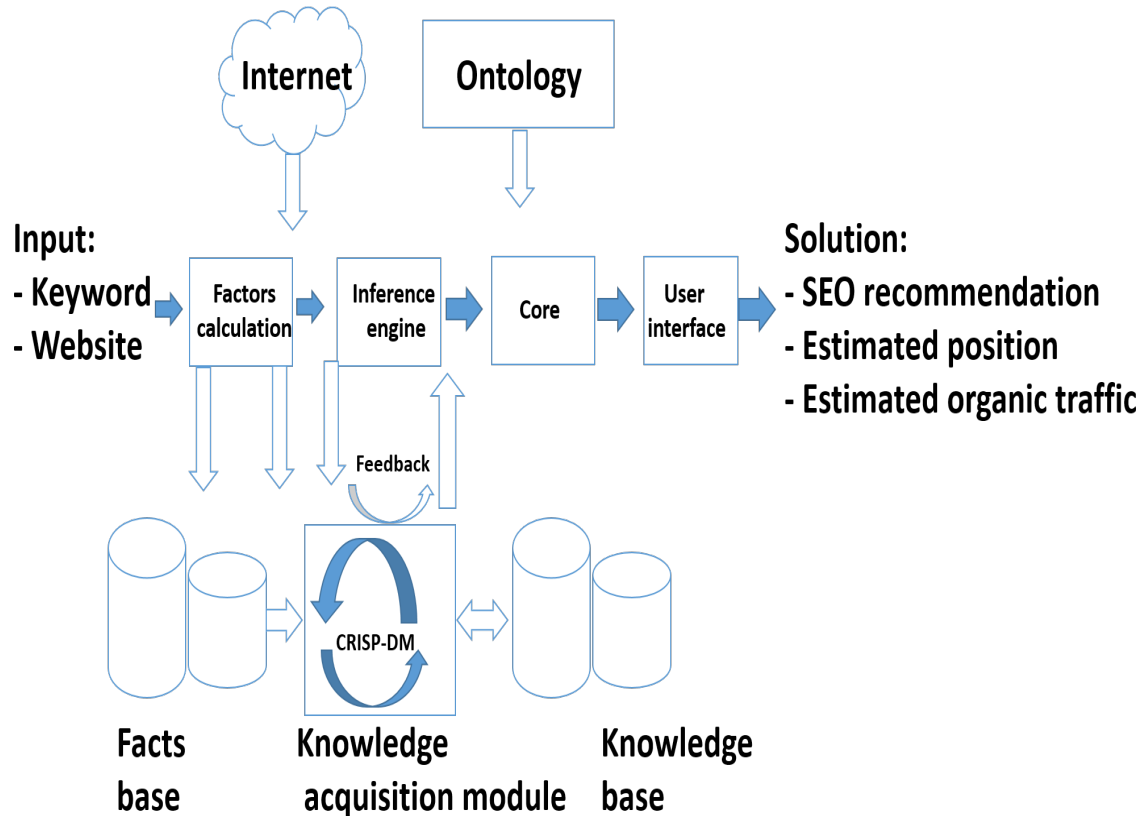 Internet
Ontology
Input:
- Keyword
- Website
Factors
calculation
Inference
engine
Core
User
interface
Solution:
- SEO recommendation
- Estimated position
- Estimated organic traffic
Feedback
CRISP-DM
Facts
base
Knowledge
acquisition module
Knowledge
base